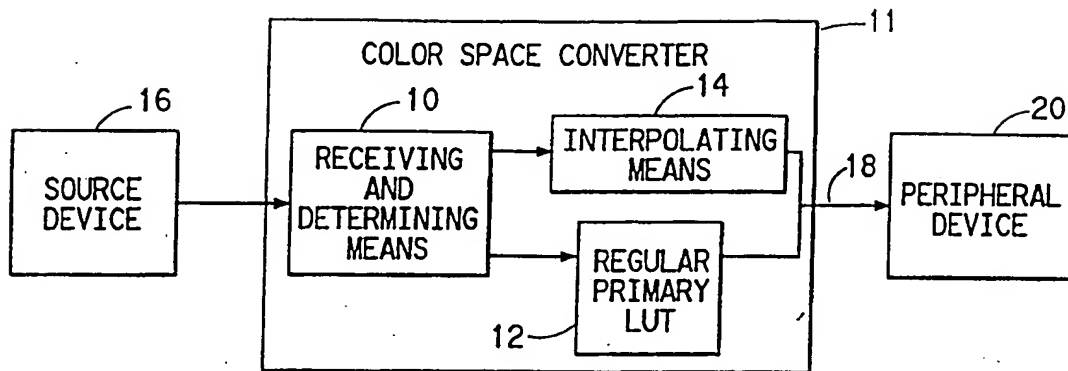 11
COLOR SPACE CONVERTER
16
SOURCE
DEVICE
10
RECEIVING
AND
DETERMINING
MEANS
14
INTERPOLATING
MEANS
12
REGULAR
PRIMARY
LUT
18
20
PERIPHERAL
DEVICE